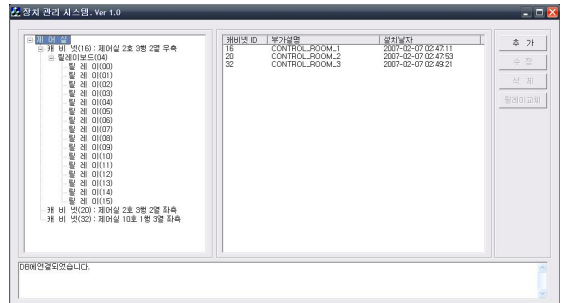 장치 관리 시스템. Ver 1.0
제 어 실
캐 비 넷(16) : 제어실 2호 3행 2열 우측
릴레이보드(04)
릴 레 이(00)
릴 레 이(01)
릴 레 이(02)
릴 레 이(03)
릴 레 이(04)
릴 레 이(05)
릴 레 이(06)
릴 레 이(07)
릴 레 이(08)
릴 레 이(09)
릴 레 이(10)
릴 레 이(11)
릴 레 이(12)
릴 레 이(13)
릴 레 이(14)
릴 레 이(15)
캐 비 넷(20) : 제어실 2호 3행 2열 좌측
캐 비 넷(32) : 제어실 10호 1행 3열 좌측
캐비넷 ID 부가설명 설치날자
16 CONTROL_ROOM_1 2007-02-07 02:47:11
20 CONTROL_ROOM_2 2007-02-07 02:47:53
32 CONTROL_ROOM_3 2007-02-07 02:49:21
추 가
수 정
삭 제
릴레이교체
DB에연결되었습니다.